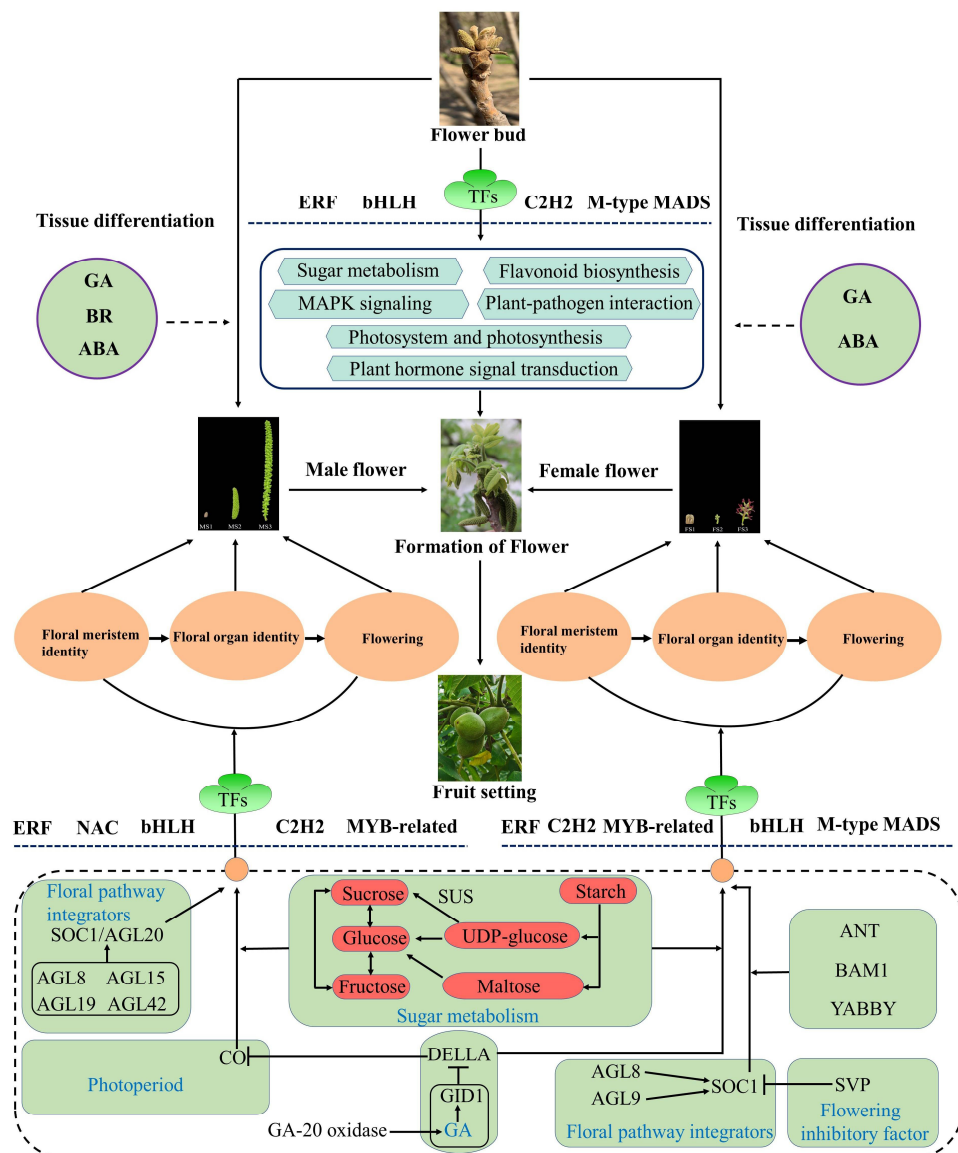 Flower bud
TFs
ERF bHLH C2H2 M-type MADS
Tissue differentiation
GA
BR
ABA
Sugar metabolism
Flavonoid biosynthesis
MAPK signaling
Plant-pathogen interaction
Photosystem and photosynthesis
Plant hormone signal transduction
Tissue differentiation
GA
ABA
MS1 MS2 MS3
Male flower
Formation of Flower
Female flower
FS1 FS2 FS3
Floral meristem
identity
Floral organ identity
Flowering
Floral meristem
identity
Floral organ identity
Flowering
Fruit setting
TFs
ERF NAC bHLH C2H2 MYB-related
TFs
ERF C2H2 MYB-related bHLH M-type MADS
Floral pathway
integrators
SOC1/AGL20
AGL8 AGL15
AGL19 AGL42
Sucrose
SUS
Starch
Glucose
UDP-glucose
Fructose
Maltose
Sugar metabolism
ANT
BAM1
YABBY
CO
Photoperiod
DELLA
GID1
GA
GA-20 oxidase
AGL8
AGL9
SOC1
Floral pathway integrators
SVP
Flowering
inhibitory factor